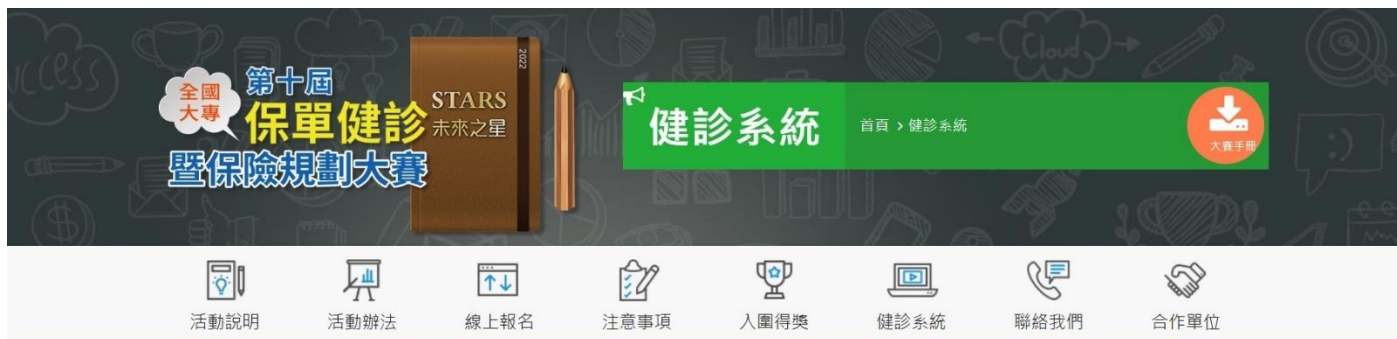 全國
大專
第十屆
保單健診
暨保險規劃大賽
2022
STARS
未來之星
健診系統
首頁 > 健診系統
大賽手冊
Cloud
活動說明
活動辦法
線上報名
注意事項
入圍得獎
健診系統
聯絡我們
合作單位